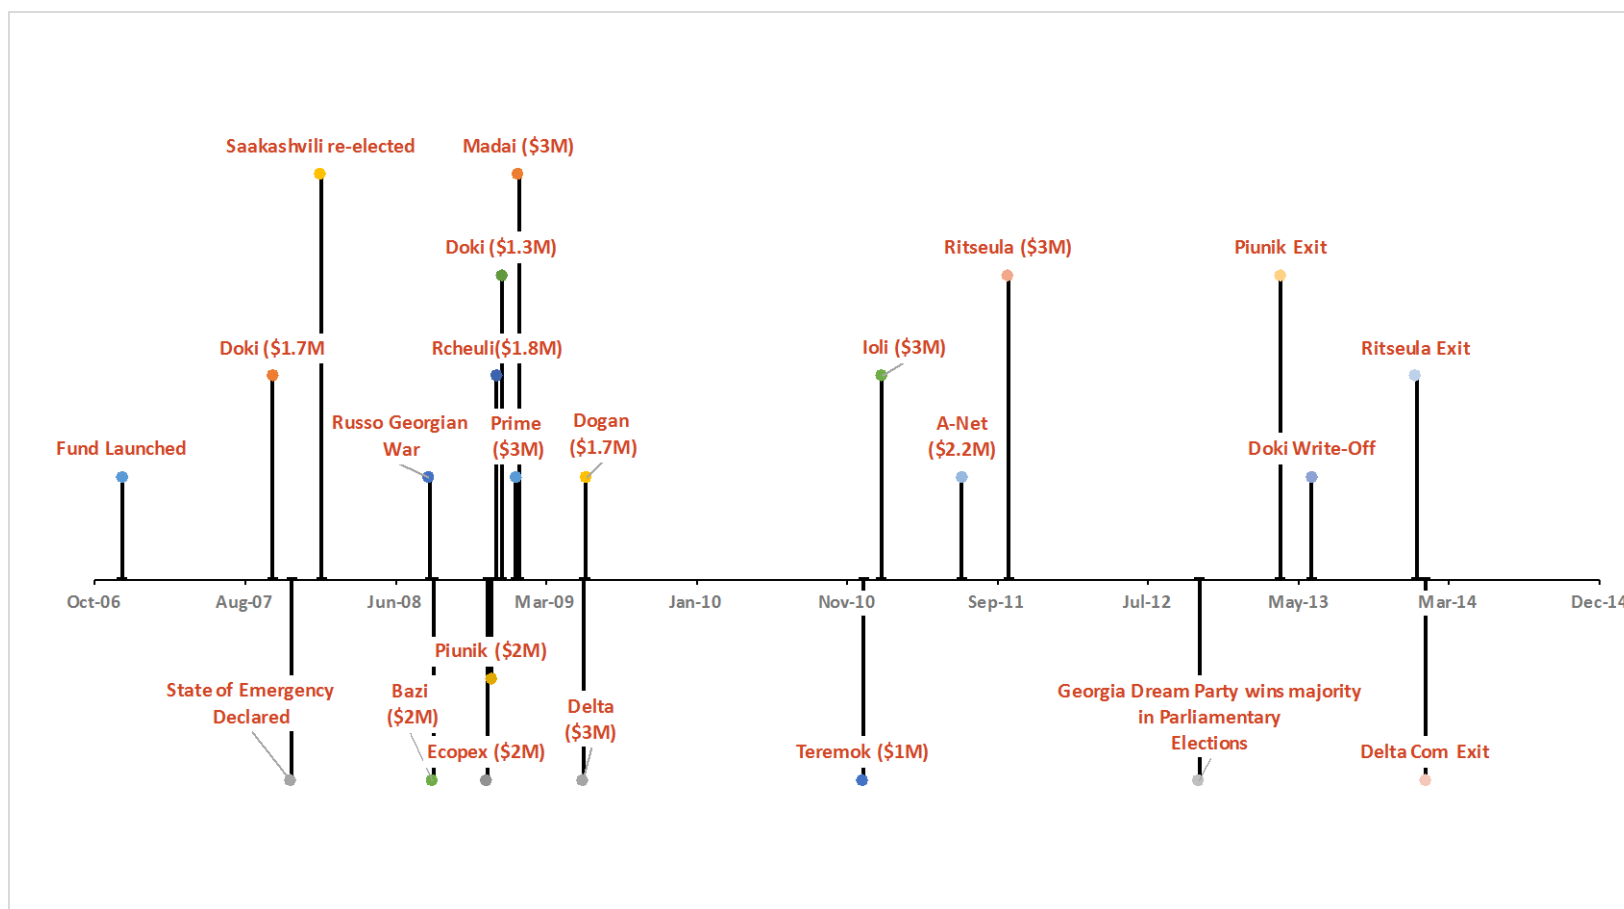 Saakashvili re-elected
Madai ($3M)
Doki ($1.3M)
Ritseula ($3M)
Piunik Exit
Doki ($1.7M
Rcheuli($1.8M)
Ioli ($3M)
Ritseula Exit
Fund Launched
Russo Georgian
War
Prime
($3M)
Dogan
($1.7M)
A-Net
($2.2M)
Doki Write-Off
Oct-06
Aug-07
Jun-08
Mar-09
Jan-10
Nov-10
Sep-11
Jul-12
May-13
Mar-14
Dec-14
Piunik ($2M)
State of Emergency
Declared
Bazi
($2M)
Ecopex ($2M)
Delta
($3M)
Teremok ($1M)
Georgia Dream Party wins majority
in Parliamentary
Elections
Delta Com Exit